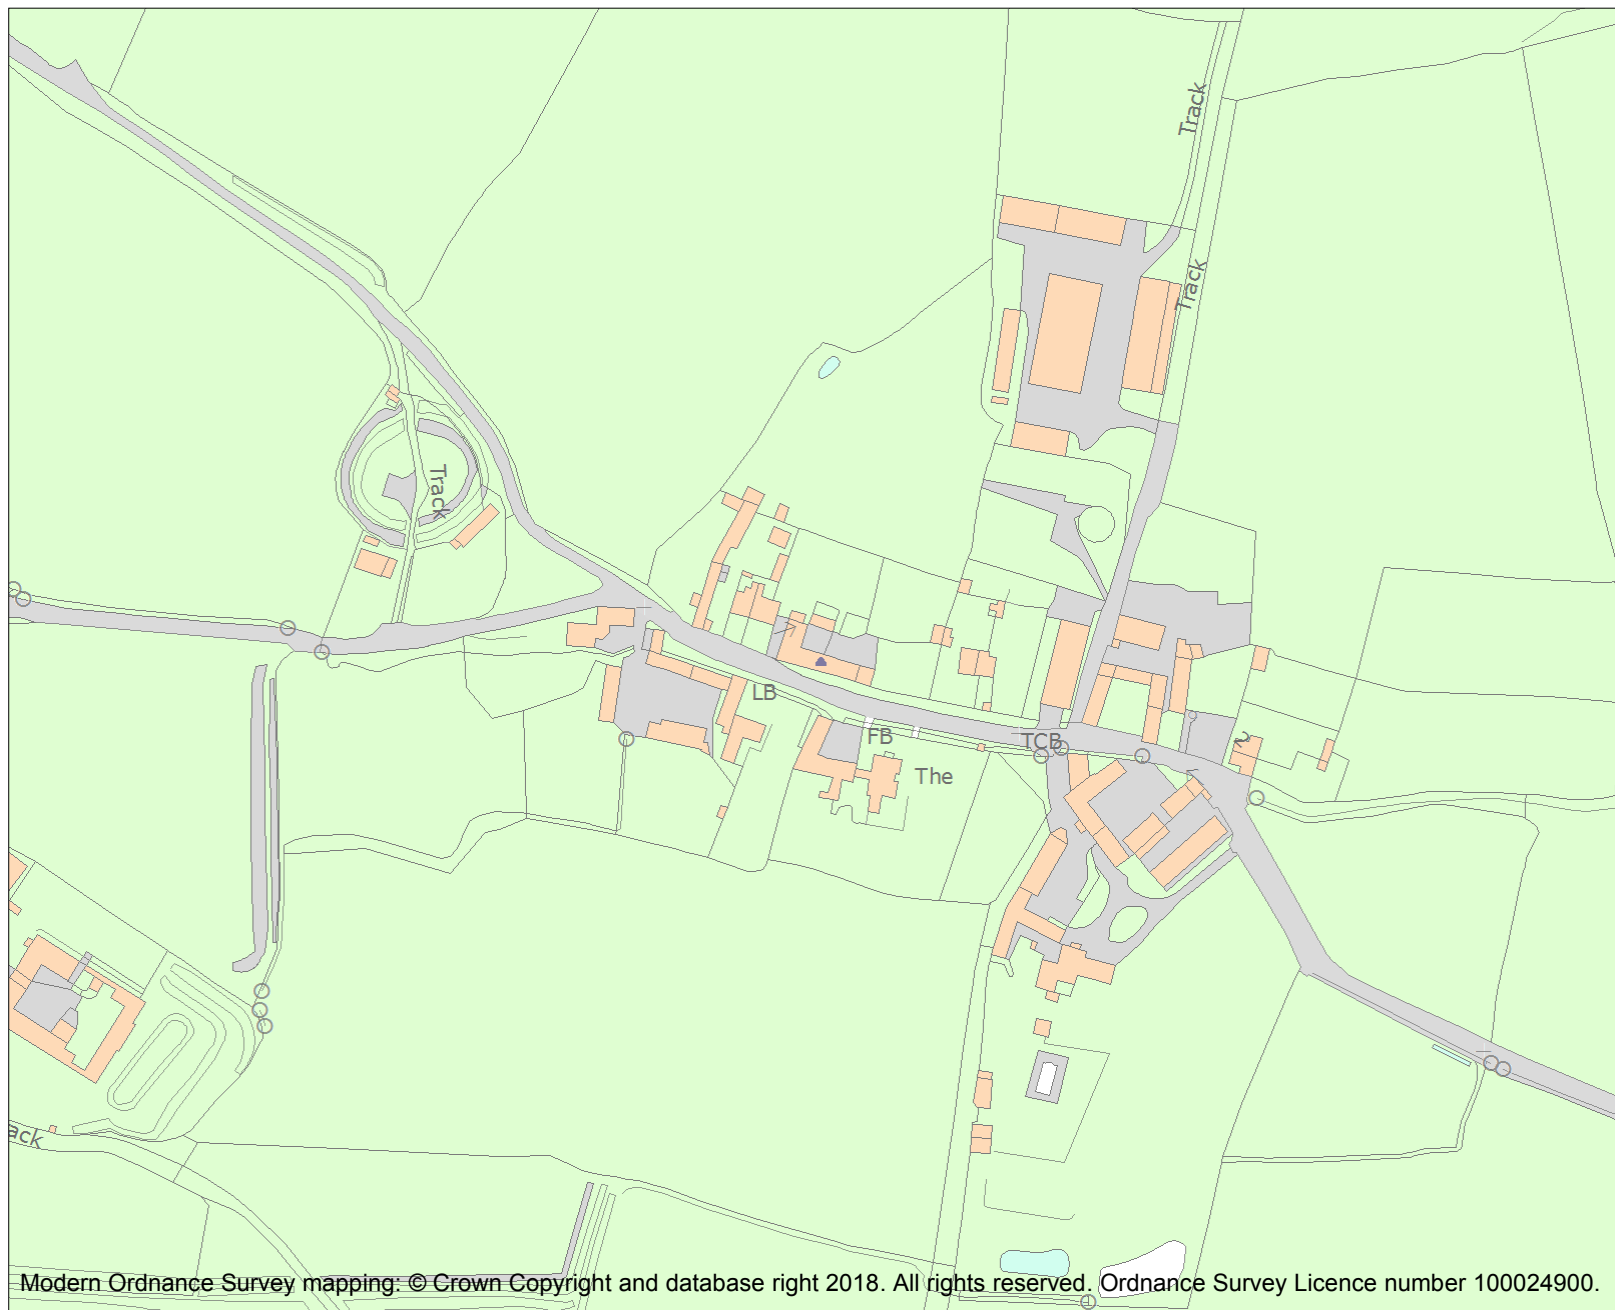 Track
Track
Track
LB
FB
TCB
2
The
ack
Modern Ordnance Survey mapping: © Crown Copyright and database right 2018. All rights reserved. Ordnance Survey Licence number 100024900.